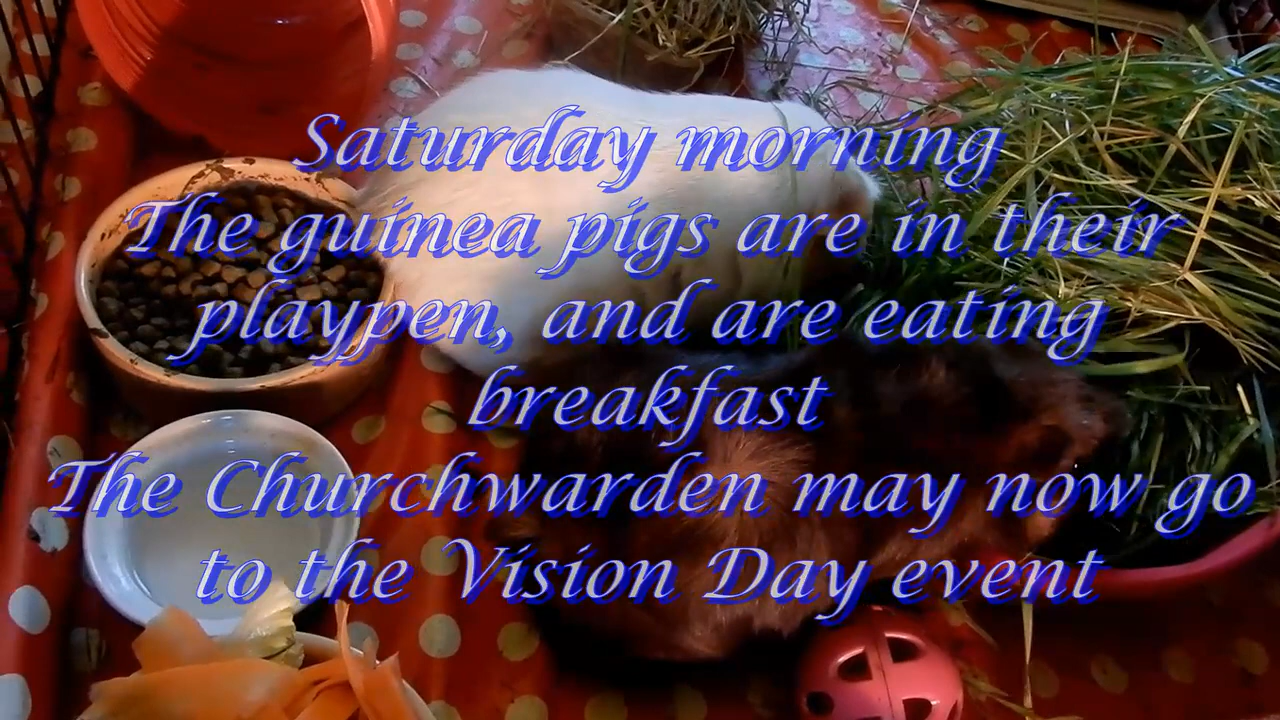 Saturday morning
The guinea pigs are in their
playpen, and are eating
breakfast
The Churchwarden may now go
to the Vision Day event